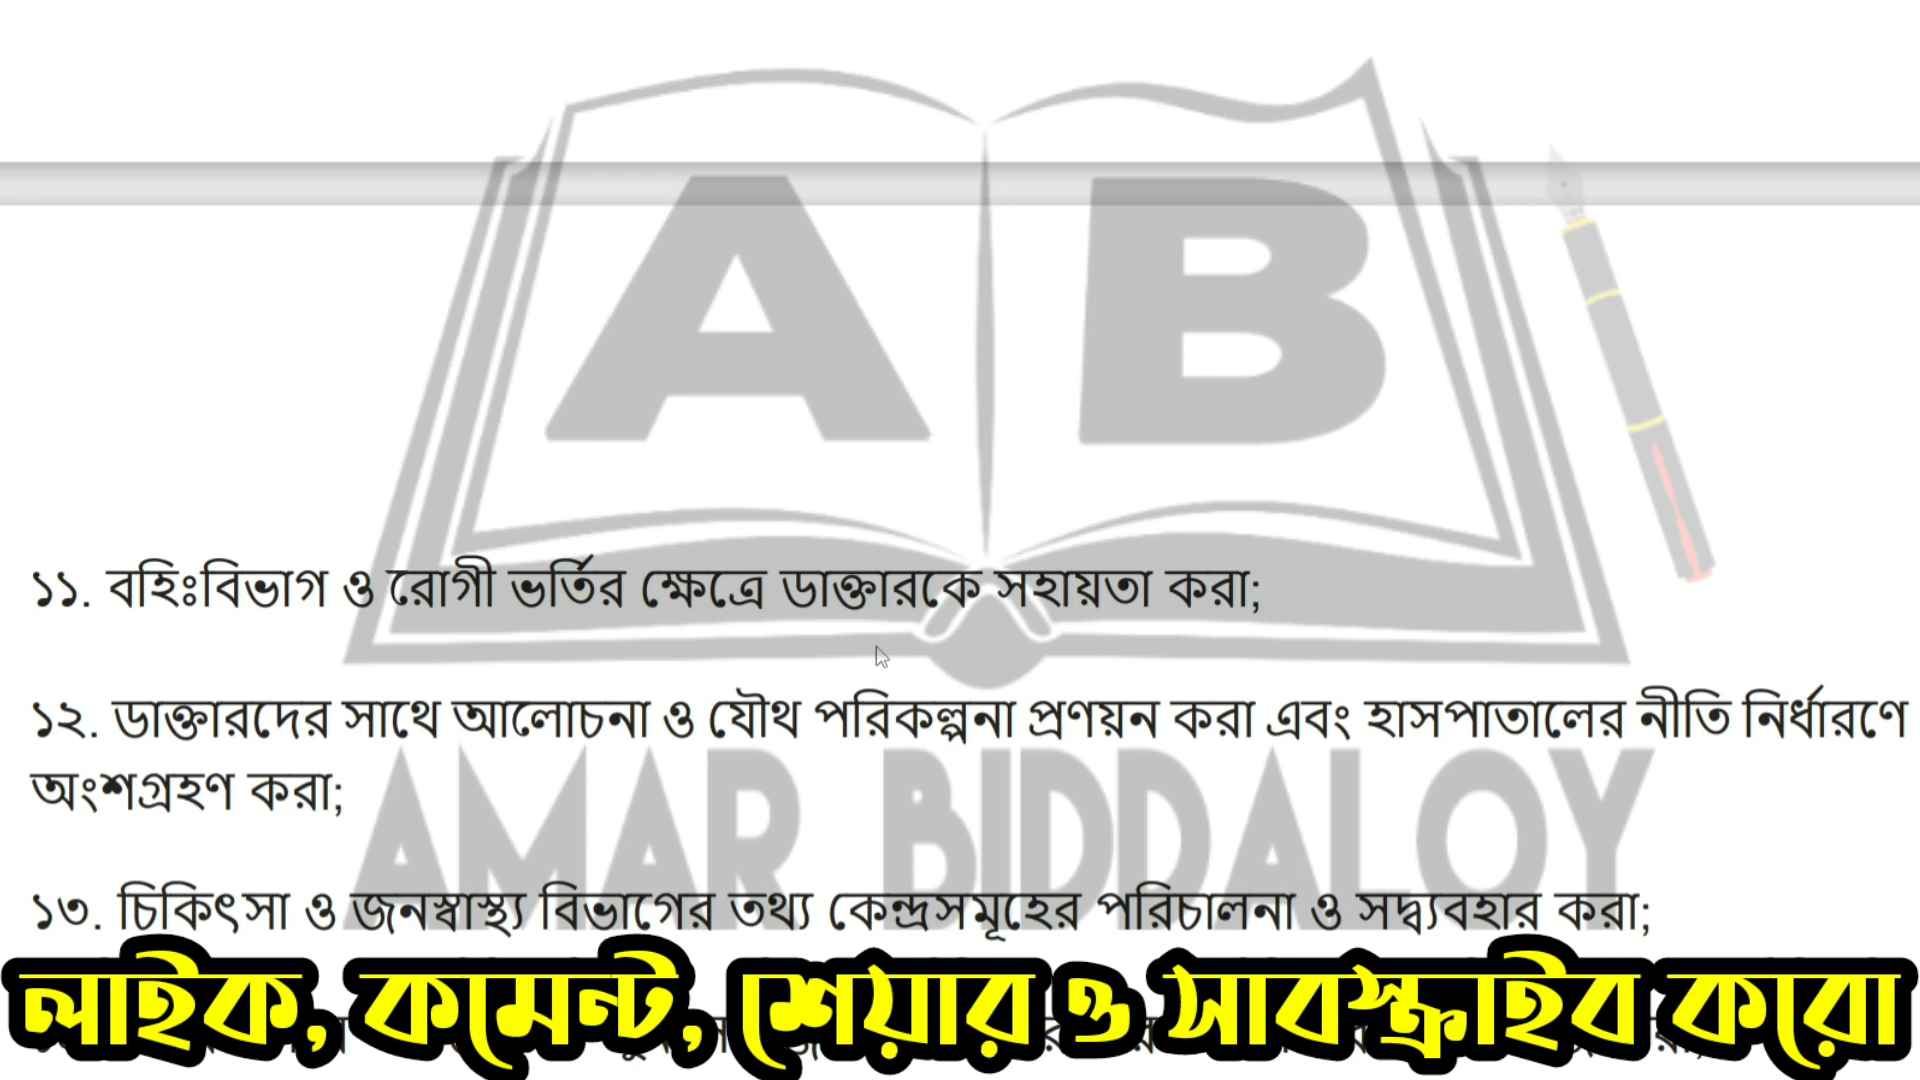 A B
১১. বহিঃবিভাগ ও রোগী ভর্তির ক্ষেত্রে ডাক্তারকে সহায়তা করা;
১২. ডাক্তারদের সাথে আলোচনা ও যৌথ পরিকল্পনা প্রণয়ন করা এবং হাসপাতালের নীতি নির্ধারণে
অংশগ্রহণ করা;
AMAR BIDDALOY
১৩. চিকিৎসা ও জনস্বাস্থ্য বিভাগের তথ্য কেন্দ্রসমূহের পরিচালনা ও সদ্ব্যবহার করা;
লাইক, কমেন্ট, শেয়ার ও সাবস্ক্রাইব করো